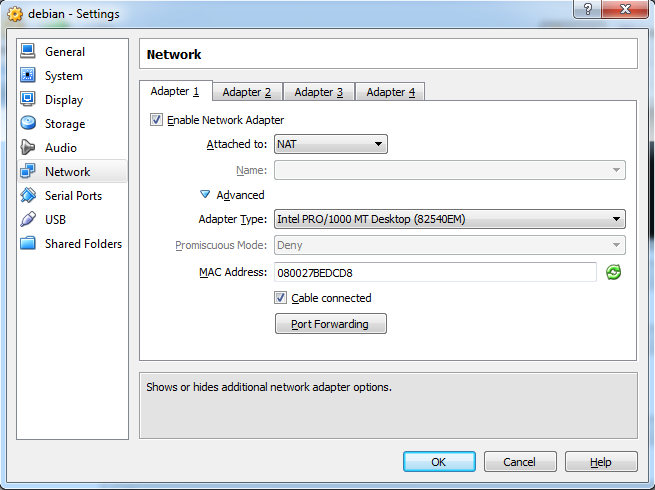 debian - Settings
General
System
Display
Storage
Audio
Network
Serial Ports
USB
Shared Folders
Network
Adapter 1 Adapter 2 Adapter 3 Adapter 4
Enable Network Adapter
Attached to: NAT
Name:
Advanced
Adapter Type: Intel PRO/1000 MT Desktop (82540EM)
Promiscuous Mode: Deny
MAC Address: 080027BEDCD8
Cable connected
Port Forwarding
Shows or hides additional network adapter options.
OK Cancel Help